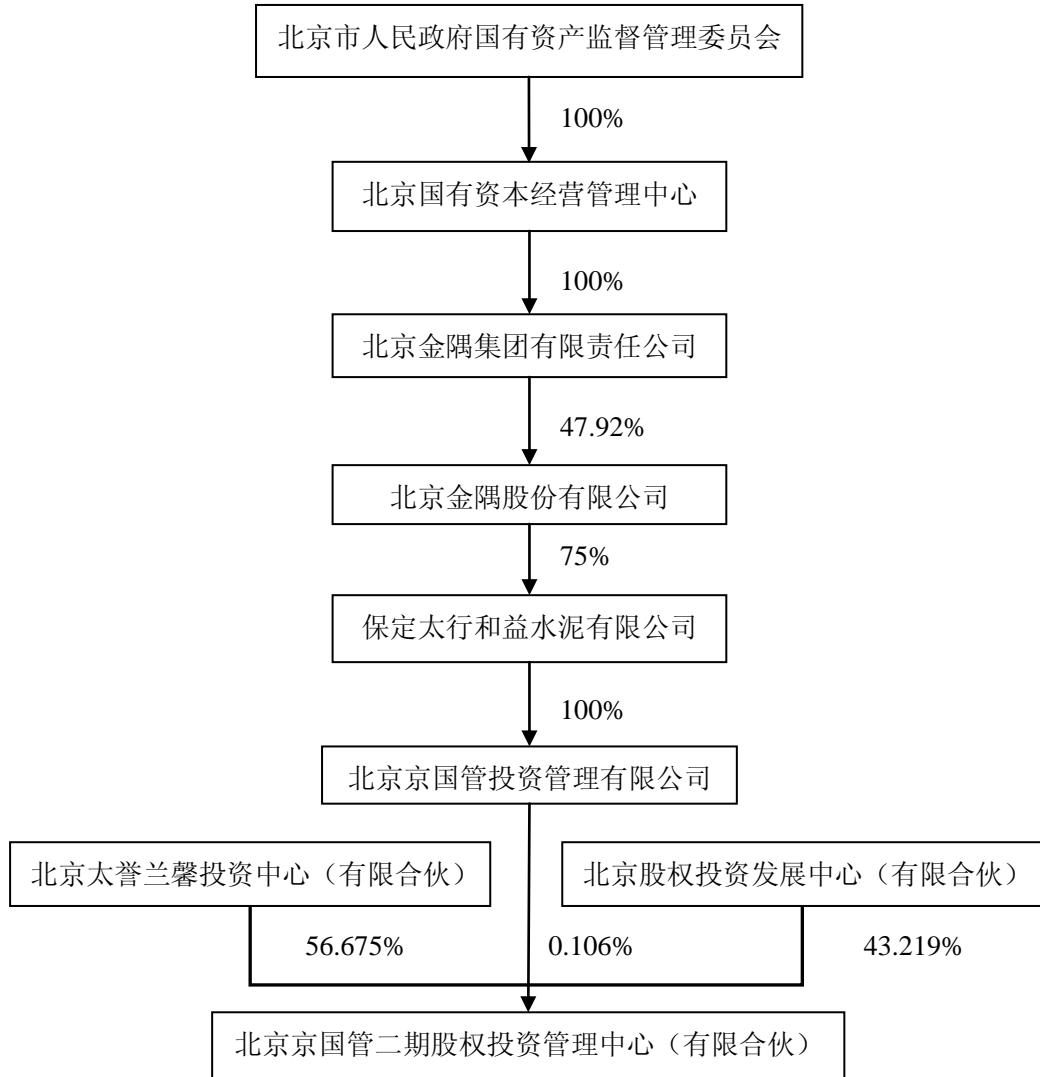 北京市人民政府国有资产监督管理委员会
100%
北京国有资本经营管理中心
100%
北京金隅集团有限责任公司
47.92%
北京金隅股份有限公司
75%
保定太行和益水泥有限公司
100%
北京京国管投资管理有限公司
北京太誉兰馨投资中心（有限合伙）
北京股权投资发展中心（有限合伙）
56.675%
0.106%
43.219%
北京京国管二期股权投资管理中心（有限合伙）